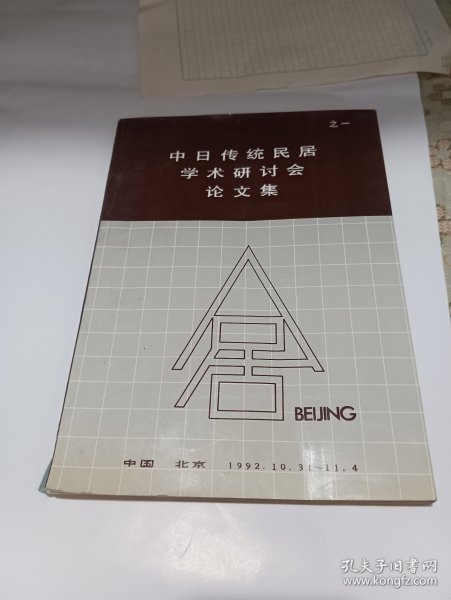 之一
中日传统民居
学术研讨会
论文集
BEIJING
中国 北京 1992.10.31~11.4
孔夫子旧书网
www.kongfz.com